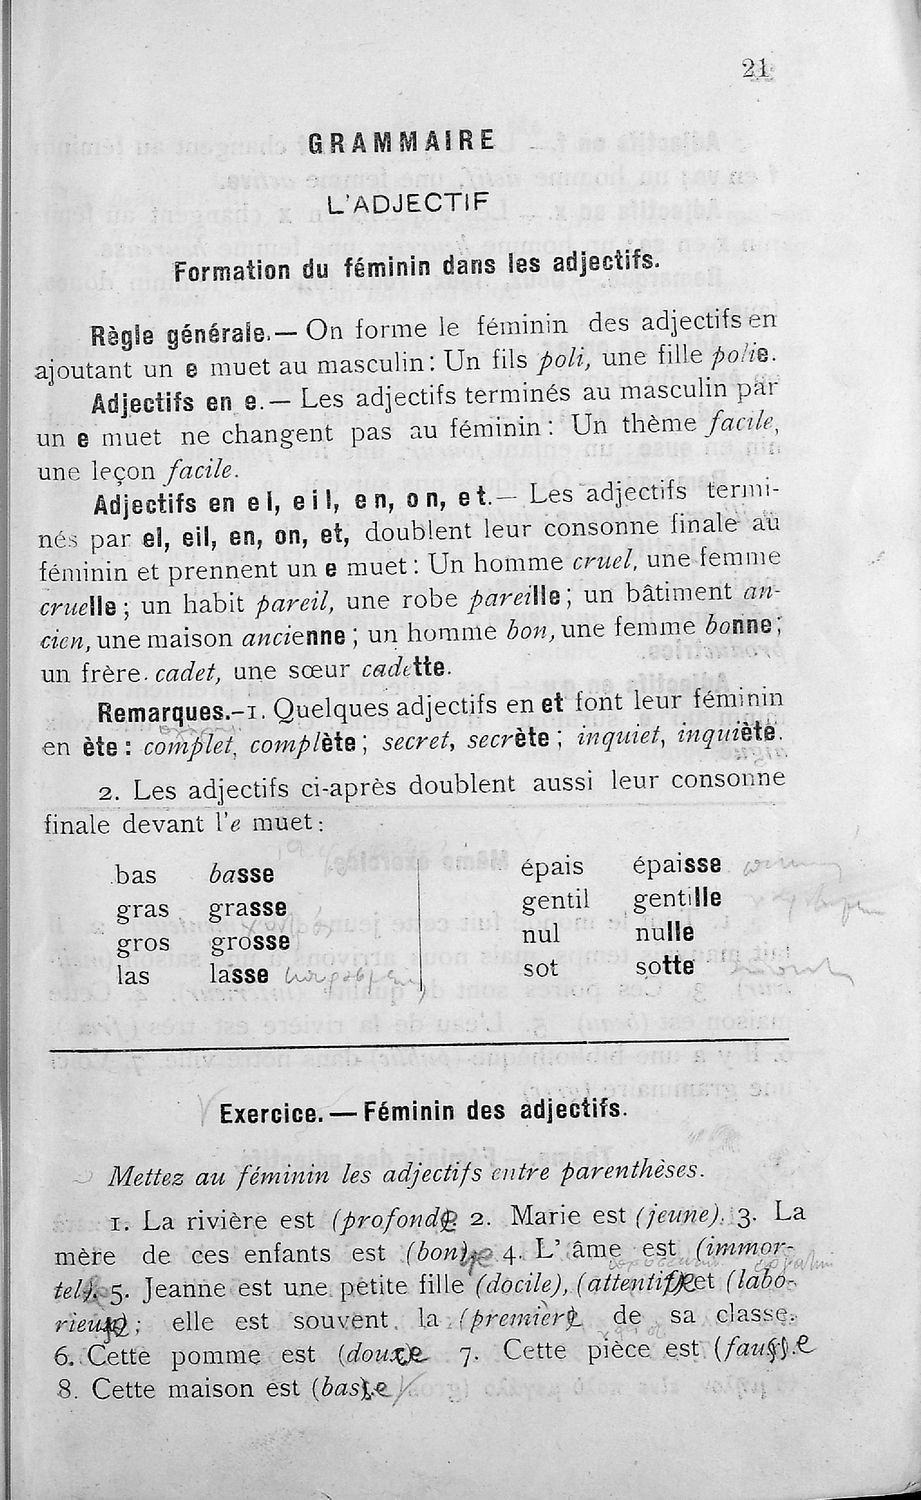 21
GRAMMAIRE
L'ADJECTIF
Formation du féminin dans les adjectifs.
Règle générale.— On forme le féminin des adjectifs en
ajoutant un e muet au masculin : Un fils poli, une fille polie.
Adjectifs en e.— Les adjectifs terminés au masculin par
un e muet ne changent pas au féminin : Un thème facile,
une leçon facile.
Adjectifs en el, eil, en, on, et.— Les adjectifs termi-
nés par el, eil, en, on, et, doublent leur consonne finale au
féminin et prennent un e muet : Un homme cruel, une femme
cruelle ; un habit pareil, une robe pareille ; un bâtiment an-
cien, une maison ancienne ; un homme bon, une femme bonne ;
un frère cadet, une sœur cadette.
Remarques.—1. Quelques adjectifs en et font leur féminin
en ète : complet, complète ; secret, secrète ; inquiet, inquiète.
2. Les adjectifs ci-après doublent aussi leur consonne
finale devant l'e muet :
bas basse épais épaisse
gras grasse gentil gentille
gros grosse nul nulle
las lasse sot sotte
Exercice.— Féminin des adjectifs.
Mettez au féminin les adjectifs entre parenthèses.
1. La rivière est (profond) 2. Marie est (jeune). 3. La
mère de ces enfants est (bon). 4. L'âme est (immor-
tel). 5. Jeanne est une petite fille (docile), (attentif) et (labo-
rieux) ; elle est souvent la (premier) de sa classe.
6. Cette pomme est (doux). 7. Cette pièce est (faux).
8. Cette maison est (bas).